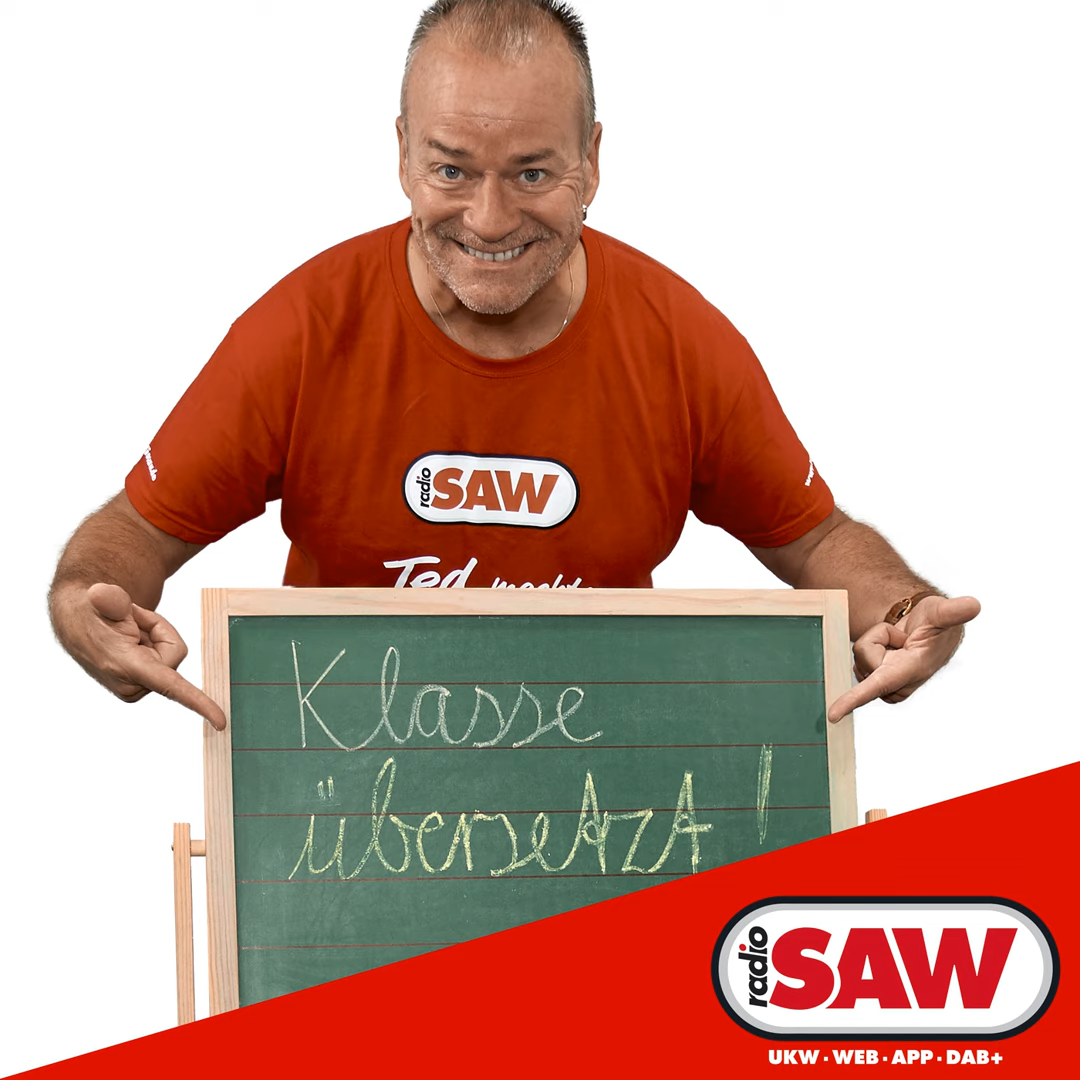 radio SAW
Ted
Klasse
übersetzt!
radio SAW
UKW · WEB · APP · DAB+